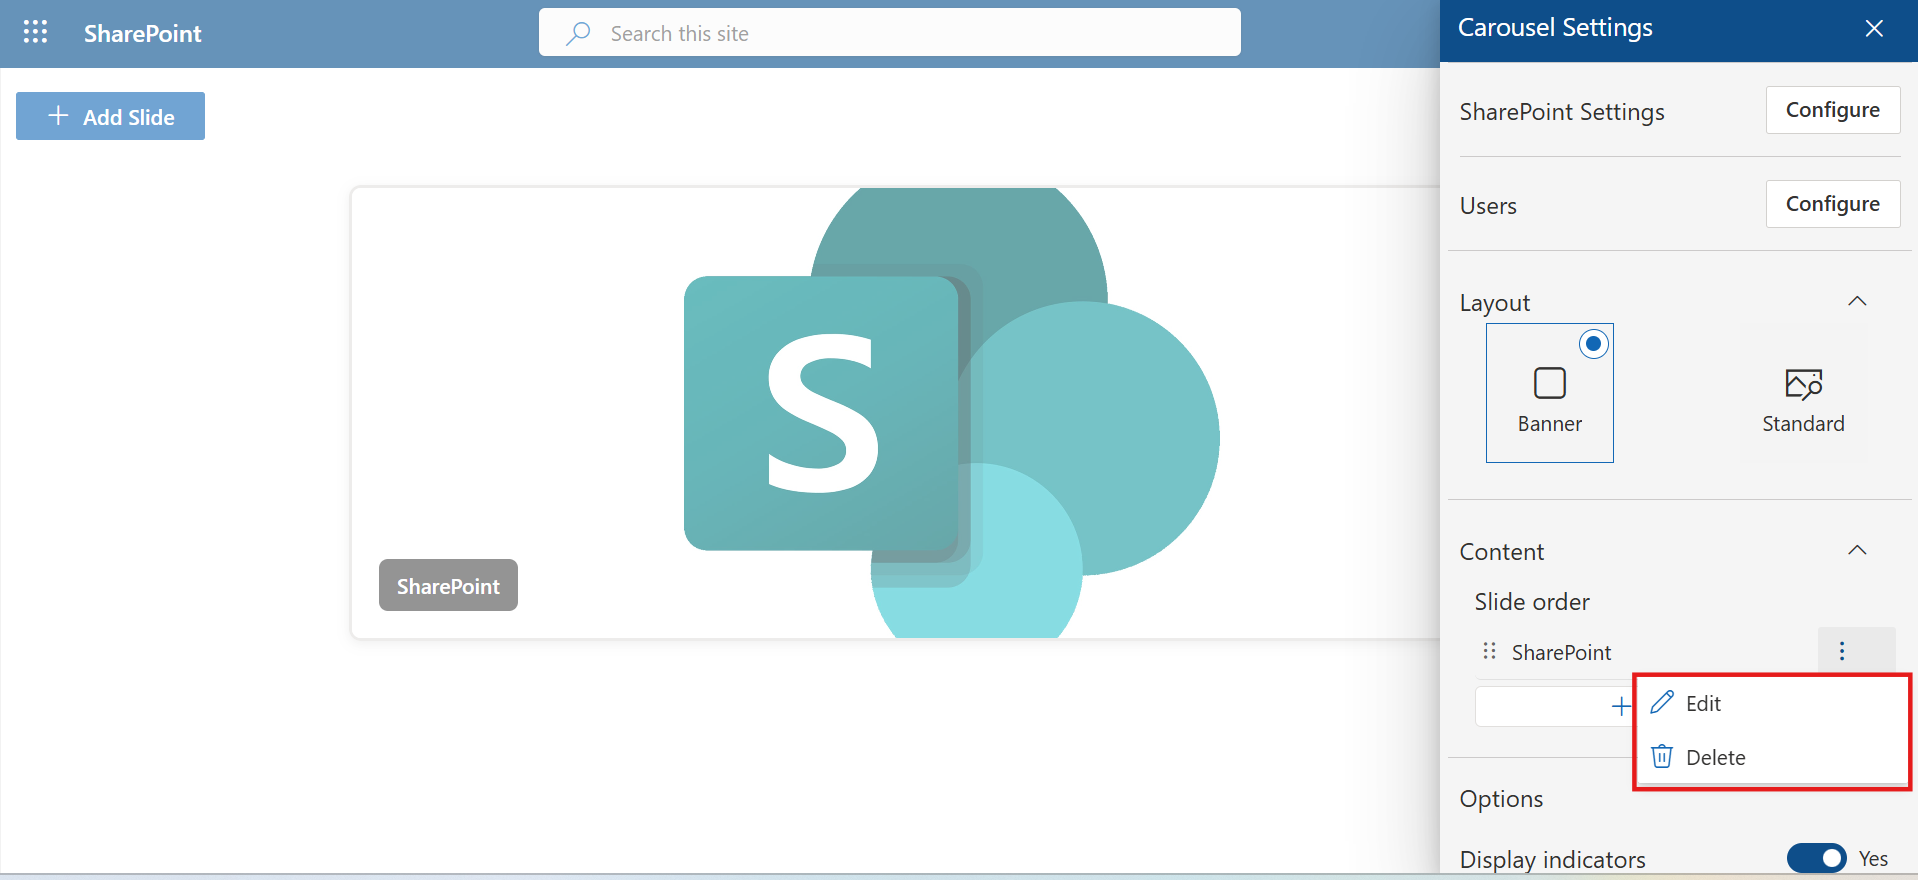 SharePoint
Search this site
Carousel Settings
Add Slide
SharePoint Settings
Configure
Users
Configure
Layout
Banner
Standard
S
SharePoint
Content
Slide order
SharePoint
Edit
Delete
Options
Display indicators
Yes